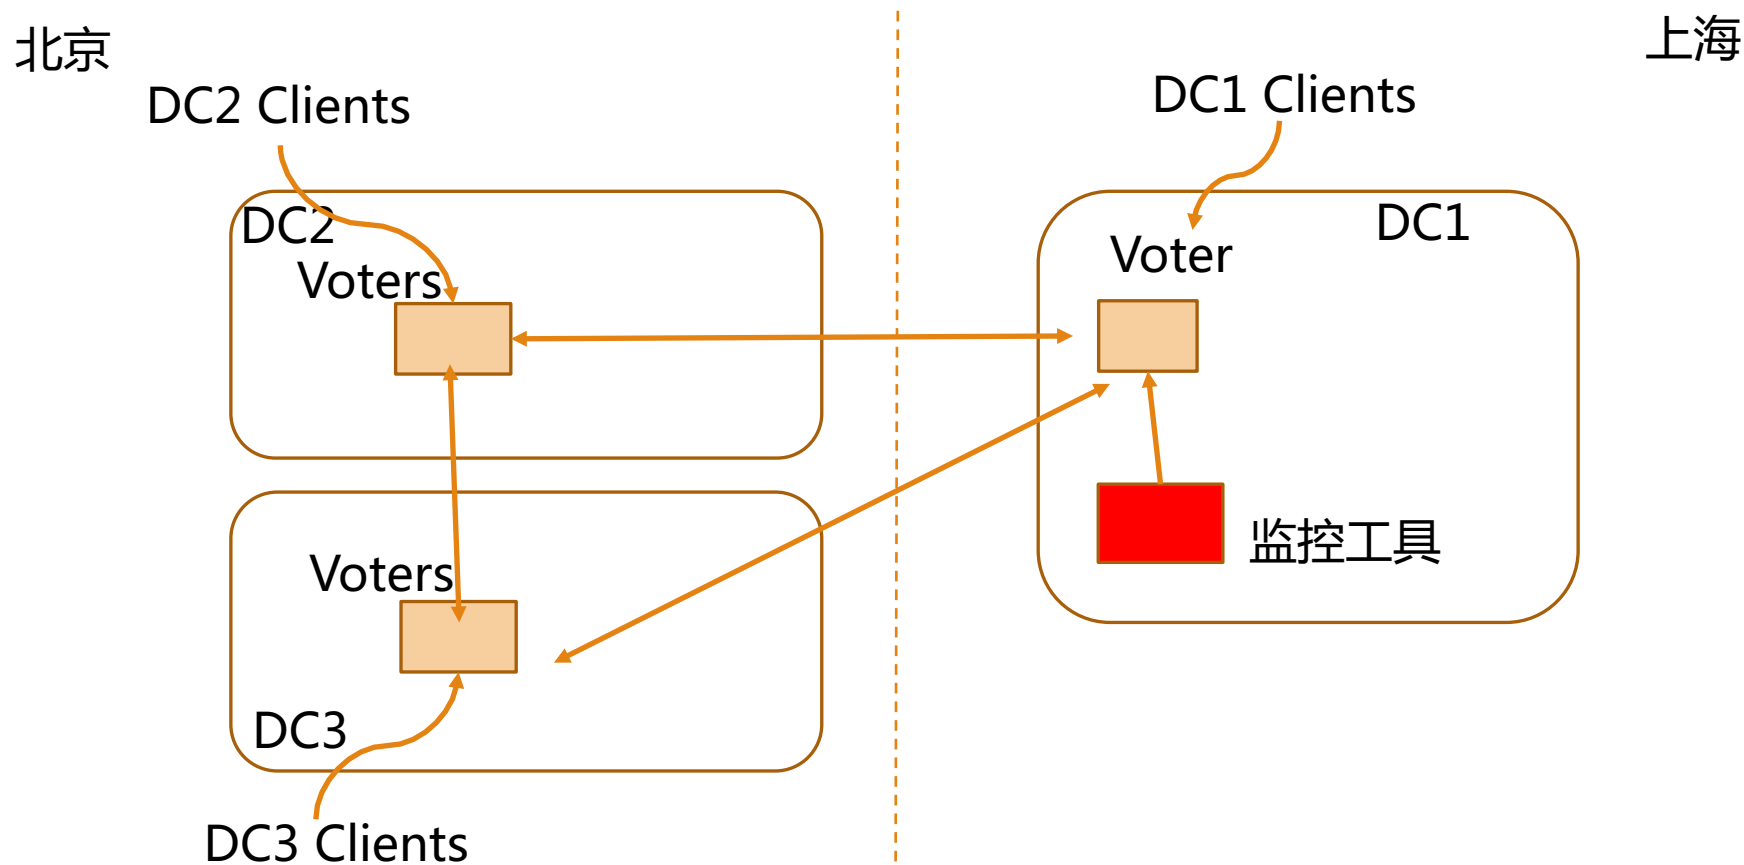 北京
上海
DC2 Clients
DC1 Clients
DC2
DC1
Voters
Voter
监控工具
Voters
DC3
DC3 Clients